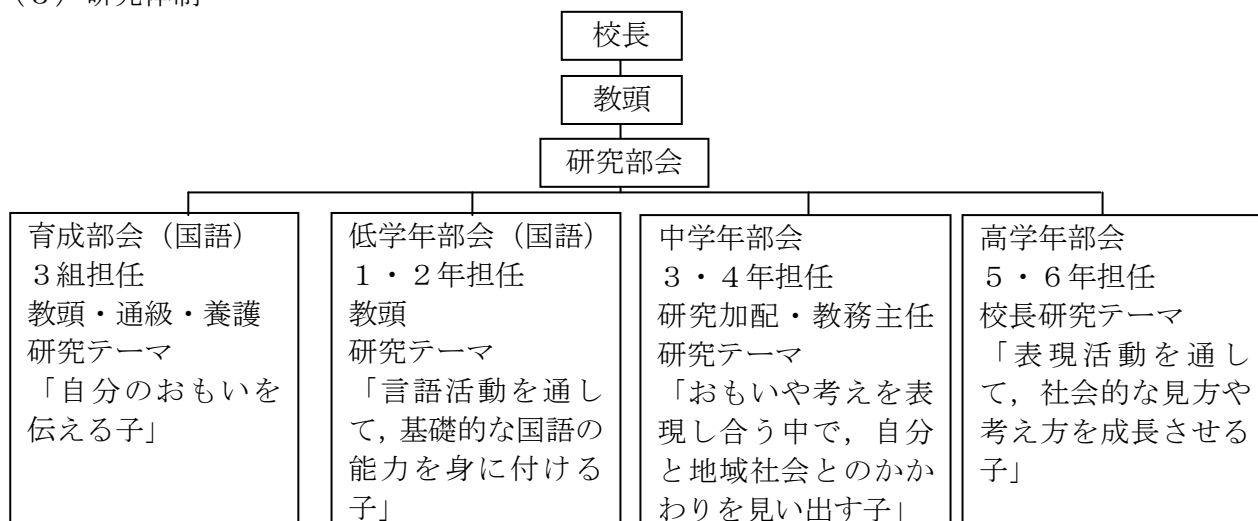 校長
教頭
研究部会
育成部会（国語）
３組担任
教頭・通級・養護
研究テーマ
「自分のおもいを
伝える子」
低学年部会（国語）
１・２年担任
教頭
研究テーマ
「言語活動を通し
て，基礎的な国語の
能力を身に付ける
子」
中学年部会
３・４年担任
研究加配・教務主任
研究テーマ
「おもいや考えを表
現し合う中で，自分
と地域社会とのかか
わりを見い出す子」
高学年部会
５・６年担任
校長研究テーマ
「表現活動を通し
て，社会的な見方や
考え方を成長させる
子」